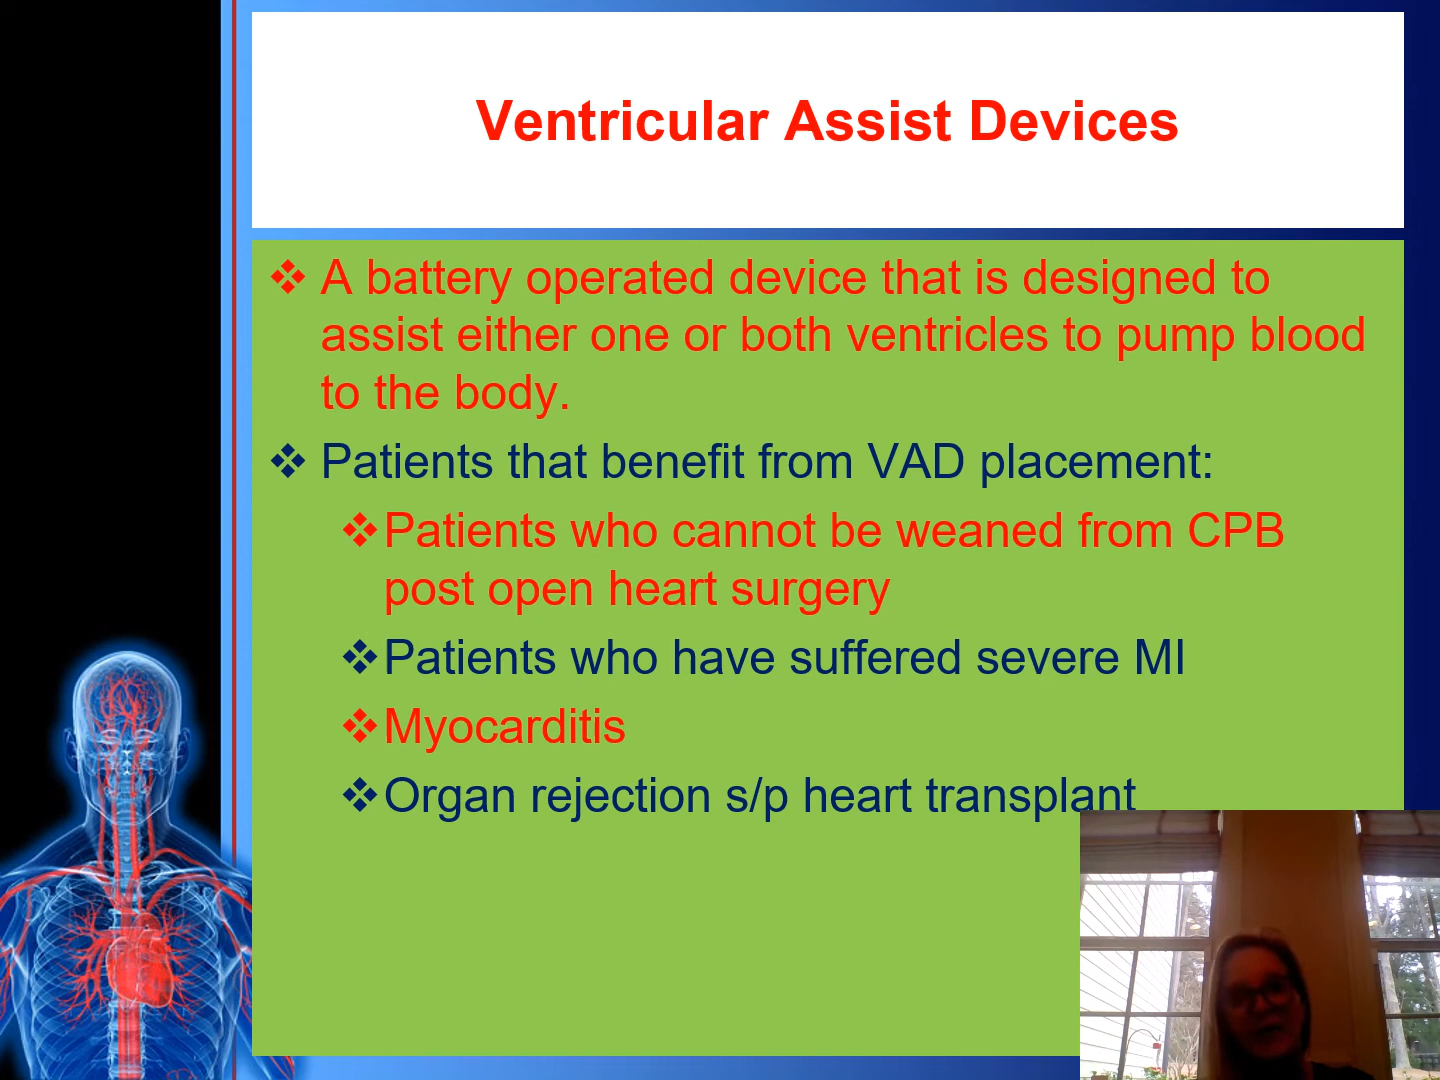 Ventricular Assist Devices
A battery operated device that is designed to
assist either one or both ventricles to pump blood
to the body.
Patients that benefit from VAD placement:
Patients who cannot be weaned from CPB
post open heart surgery
Patients who have suffered severe MI
Myocarditis
Organ rejection s/p heart transplant